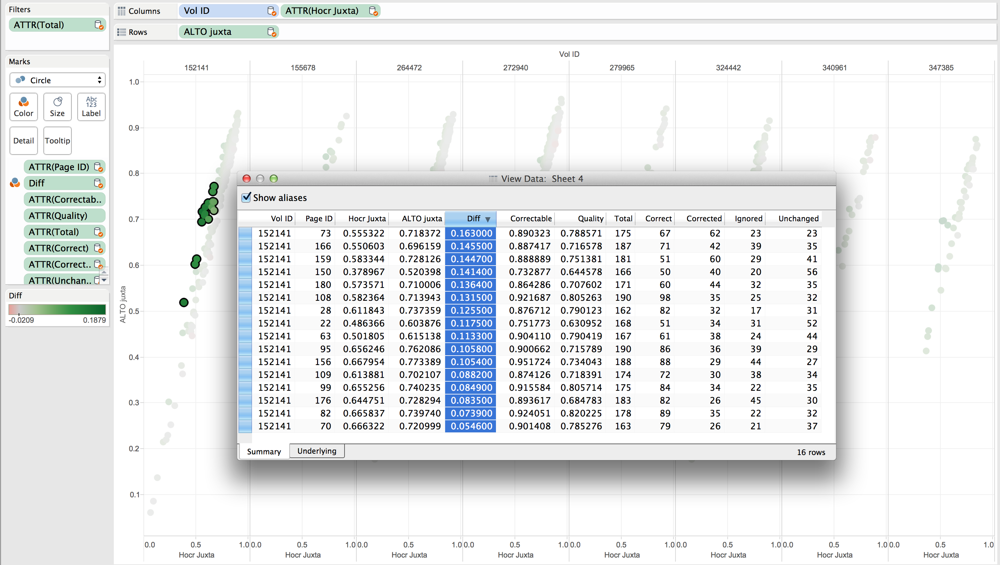 Filters
ATTR(Total)
Columns
Vol ID
ATTR(Hocr Juxta)
Rows
ALTO juxta
Marks
Circle
Color
Size
Abc
123
Label
Detail
Tooltip
ATTR(Page ID)
Diff
ATTR(Correctab..
ATTR(Quality)
ATTR(Total)
ATTR(Correct)
ATTR(Correct..
ATTR(Unchan..
Diff
-0.0209 0.1879
Vol ID
152141 155678 264472 272940 279965 324442 340961 347385
ALTO juxta
1.0
0.9
0.8
0.7
0.6
0.5
0.4
0.3
0.2
0.1
View Data: Sheet 4
Show aliases
Vol ID Page ID Hocr Juxta ALTO juxta Diff Correctable Quality Total Correct Corrected Ignored Unchanged
152141 73 0.555322 0.718372 0.163000 0.890323 0.788571 175 67 62 23 23
152141 166 0.550603 0.696159 0.145500 0.887417 0.716578 187 71 42 39 35
152141 159 0.583344 0.728126 0.144700 0.888889 0.751381 181 51 60 29 41
152141 150 0.378967 0.520398 0.141400 0.732877 0.644578 166 50 40 20 56
152141 180 0.573571 0.710006 0.136400 0.864286 0.707602 171 60 44 32 35
152141 108 0.582364 0.713943 0.131500 0.921687 0.805263 190 98 35 25 32
152141 28 0.611843 0.737359 0.125500 0.876712 0.790123 162 82 32 17 31
152141 22 0.486366 0.603876 0.117500 0.751773 0.630952 168 51 34 31 52
152141 63 0.501805 0.615138 0.113300 0.904110 0.790419 167 61 38 24 44
152141 95 0.656246 0.762086 0.105800 0.900662 0.715789 190 86 36 39 29
152141 156 0.667954 0.773389 0.105400 0.951724 0.734043 188 88 29 44 27
152141 109 0.613881 0.702107 0.088200 0.874126 0.718391 174 72 30 38 34
152141 99 0.655256 0.740235 0.084900 0.915584 0.805714 175 84 34 22 35
152141 176 0.644751 0.728294 0.083500 0.893617 0.684783 183 82 26 45 30
152141 82 0.665837 0.739740 0.073900 0.924051 0.820225 178 89 35 22 32
152141 70 0.666322 0.720999 0.054600 0.901408 0.785276 163 79 26 21 37
Summary Underlying 16 rows
0.0 0.5 1.0 0.0 0.5 1.0 0.0 0.5 1.0 0.0 0.5 1.0 0.0 0.5 1.0 0.0 0.5 1.0 0.0 0.5 1.0
Hocr Juxta Hocr Juxta Hocr Juxta Hocr Juxta Hocr Juxta Hocr Juxta Hocr Juxta Hocr Juxta